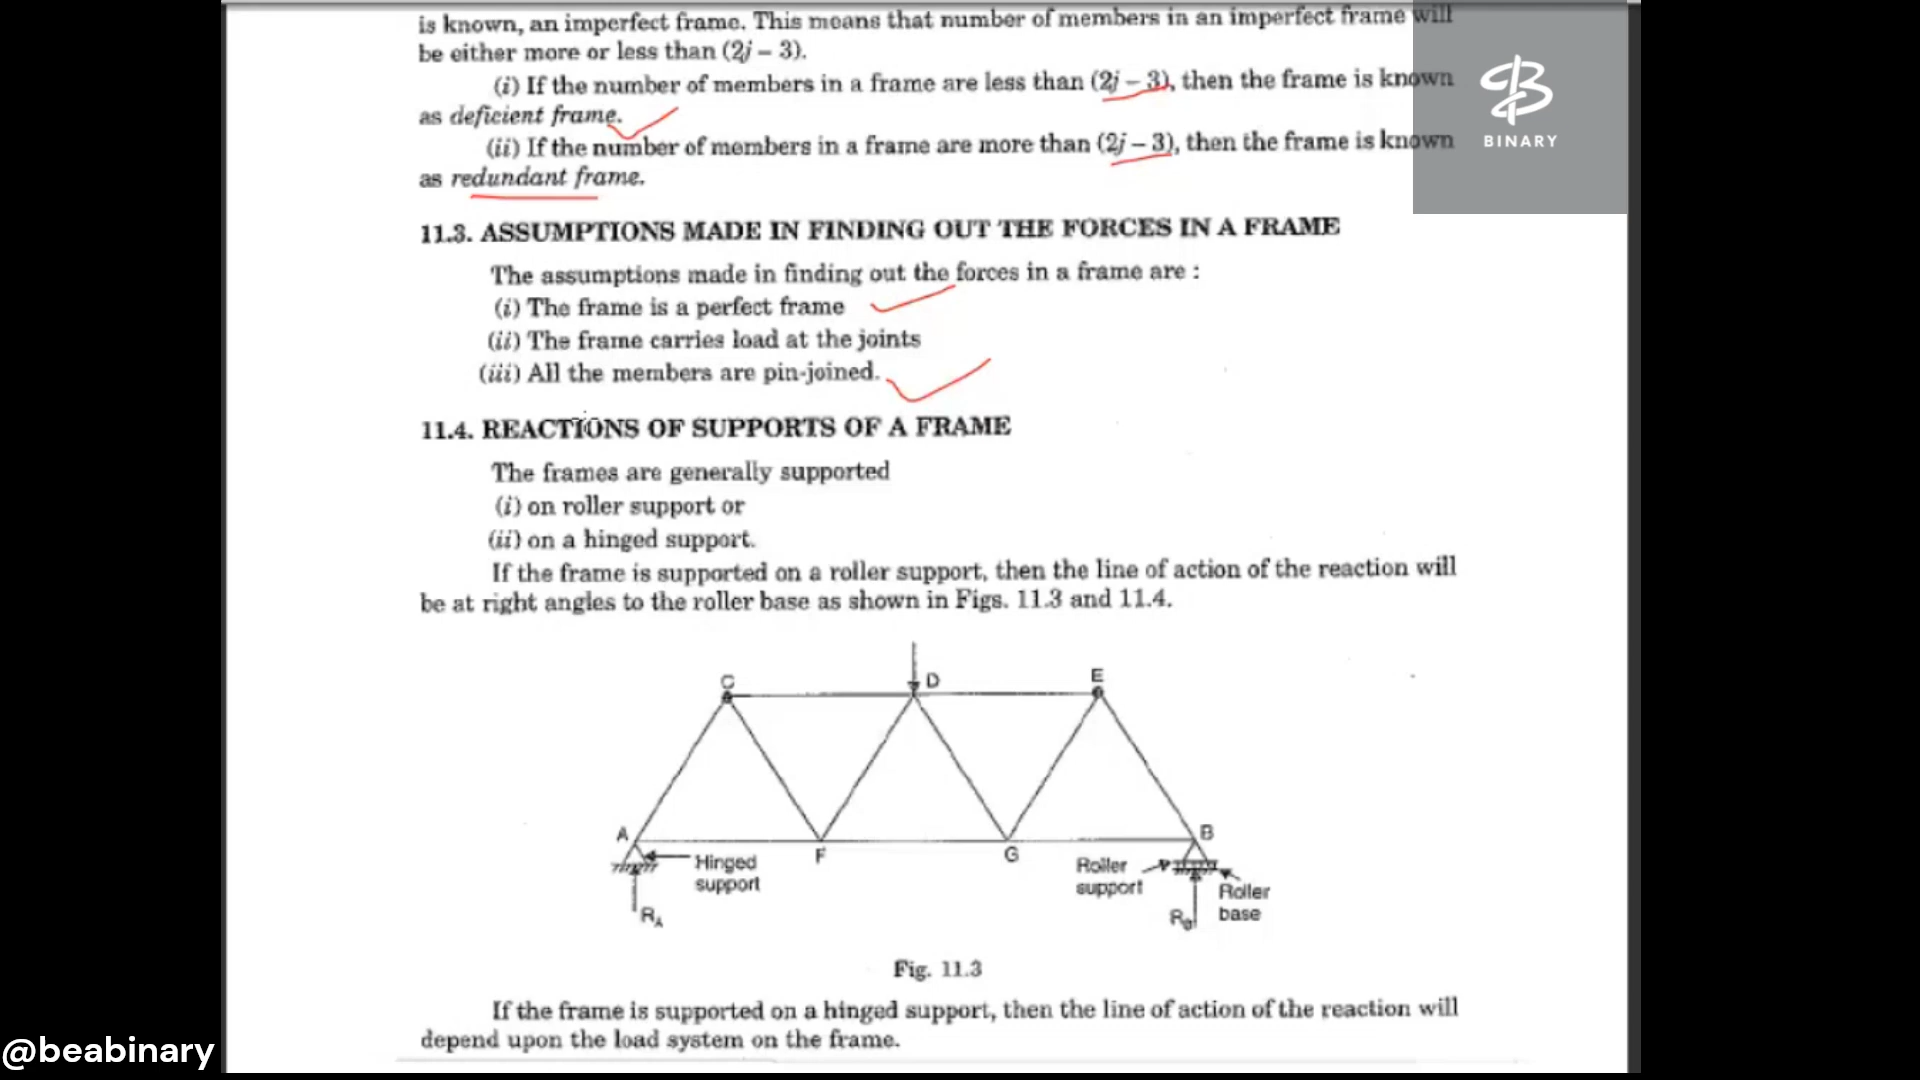 is known, an imperfect frame. This means that number of members in an imperfect frame will
be either more or less than (2j – 3).
(i) If the number of members in a frame are less than (2j – 3), then the frame is known
as deficient frame.
(ii) If the number of members in a frame are more than (2j – 3), then the frame is known
as redundant frame.
BINARY
11.3. ASSUMPTIONS MADE IN FINDING OUT THE FORCES IN A FRAME
The assumptions made in finding out the forces in a frame are :
(i) The frame is a perfect frame
(ii) The frame carries load at the joints
(iii) All the members are pin-joined.
11.4. REACTIONS OF SUPPORTS OF A FRAME
The frames are generally supported
(i) on roller support or
(ii) on a hinged support.
If the frame is supported on a roller support, then the line of action of the reaction will
be at right angles to the roller base as shown in Figs. 11.3 and 11.4.
C
D
E
A
B
F
G
Hinged
support
Roller
support
Roller
base
RA
RB
Fig. 11.3
If the frame is supported on a hinged support, then the line of action of the reaction will
depend upon the load system on the frame.
@beabinary